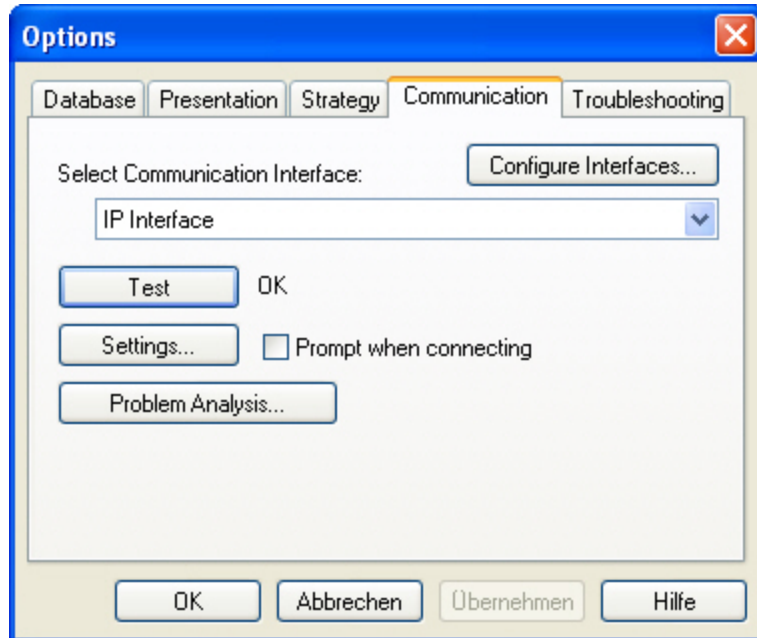 Options
Database Presentation Strategy Communication Troubleshooting
Configure Interfaces...
Select Communication Interface:
IP Interface
Test OK
Settings... Prompt when connecting
Problem Analysis...
OK Abbrechen Übernehmen Hilfe